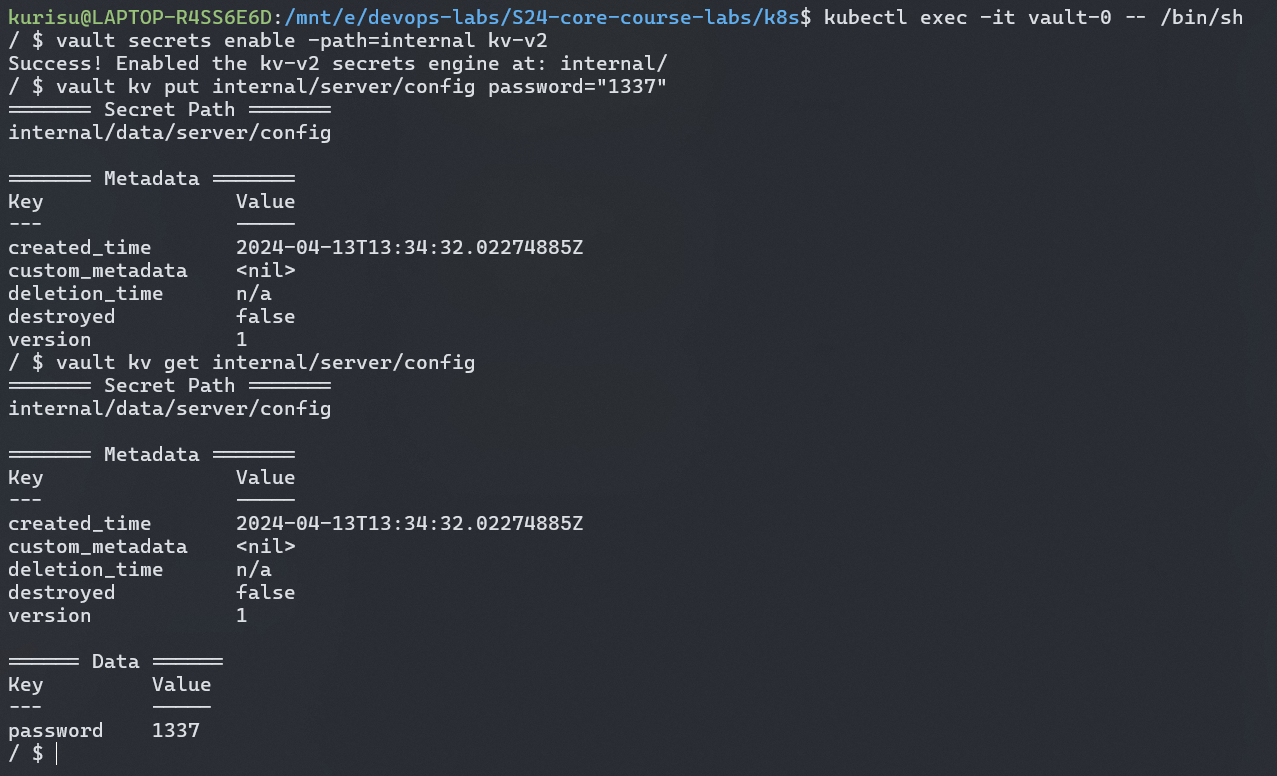 kurisu@LAPTOP-R4SS6E6D:/mnt/e/devops-labs/S24-core-course-labs/k8s$ kubectl exec -it vault-0 -- /bin/sh
/ $ vault secrets enable -path=internal kv-v2
Success! Enabled the kv-v2 secrets engine at: internal/
/ $ vault kv put internal/server/config password="1337"
======= Secret Path =======
internal/data/server/config

======= Metadata =======
Key                Value
---                -----
created_time       2024-04-13T13:34:32.02274885Z
custom_metadata    <nil>
deletion_time      n/a
destroyed          false
version            1
/ $ vault kv get internal/server/config
======= Secret Path =======
internal/data/server/config

======= Metadata =======
Key                Value
---                -----
created_time       2024-04-13T13:34:32.02274885Z
custom_metadata    <nil>
deletion_time      n/a
destroyed          false
version            1

====== Data ======
Key         Value
---         -----
password    1337
/ $